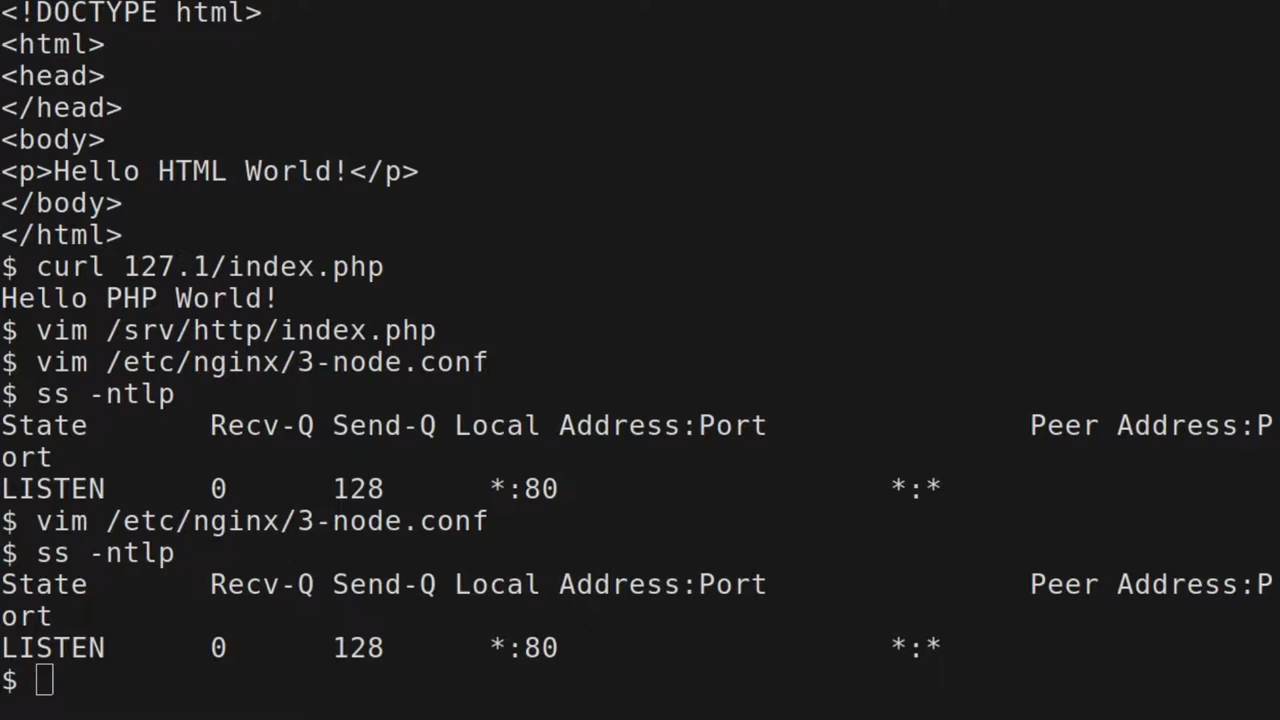 <!DOCTYPE html>
<html>
<head>
</head>
<body>
<p>Hello HTML World!</p>
</body>
</html>
$ curl 127.1/index.php
Hello PHP World!
$ vim /srv/http/index.php
$ vim /etc/nginx/3-node.conf
$ ss -ntlp
State       Recv-Q Send-Q Local Address:Port               Peer Address:P
ort
LISTEN      0      128      *:80                   *:*
$ vim /etc/nginx/3-node.conf
$ ss -ntlp
State       Recv-Q Send-Q Local Address:Port               Peer Address:P
ort
LISTEN      0      128      *:80                   *:*
$